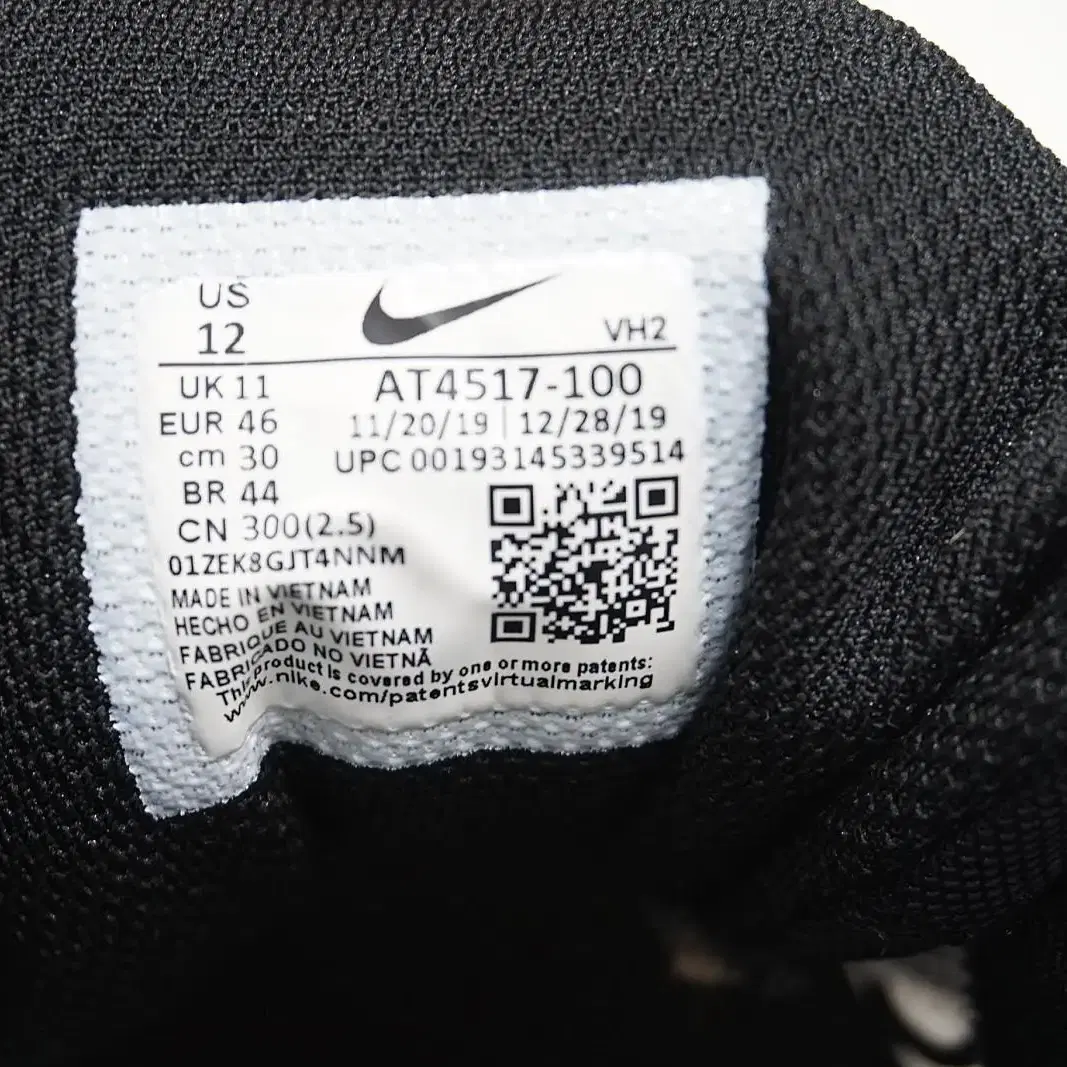 US
12
VH2
UK 11
AT4517-100
EUR 46
11/20/19 | 12/28/19
cm 30
UPC 00193145339514
BR 44
CN 300(2.5)
01ZEK8GJT4NNM
MADE IN VIETNAM
HECHO EN VIETNAM
FABRIQUE AU VIETNAM
FABRICADO NO VIETNÃ
This product is covered by one or more patents:
www.nike.com/patentsvirtualmarking